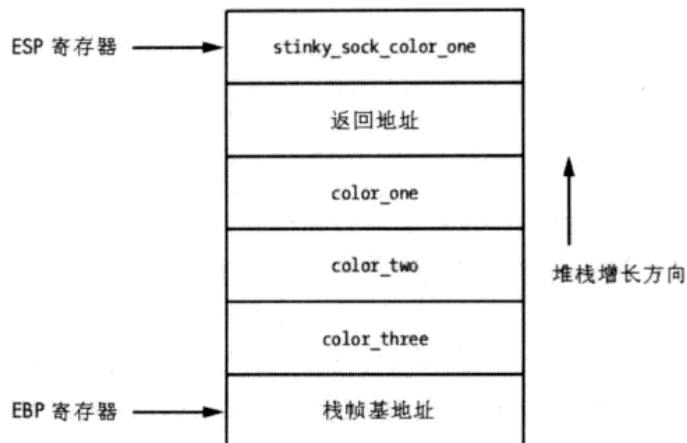 ESP 寄存器
stinky_sock_color_one
返回地址
color_one
color_two
堆栈增长方向
color_three
EBP 寄存器
栈帧基地址